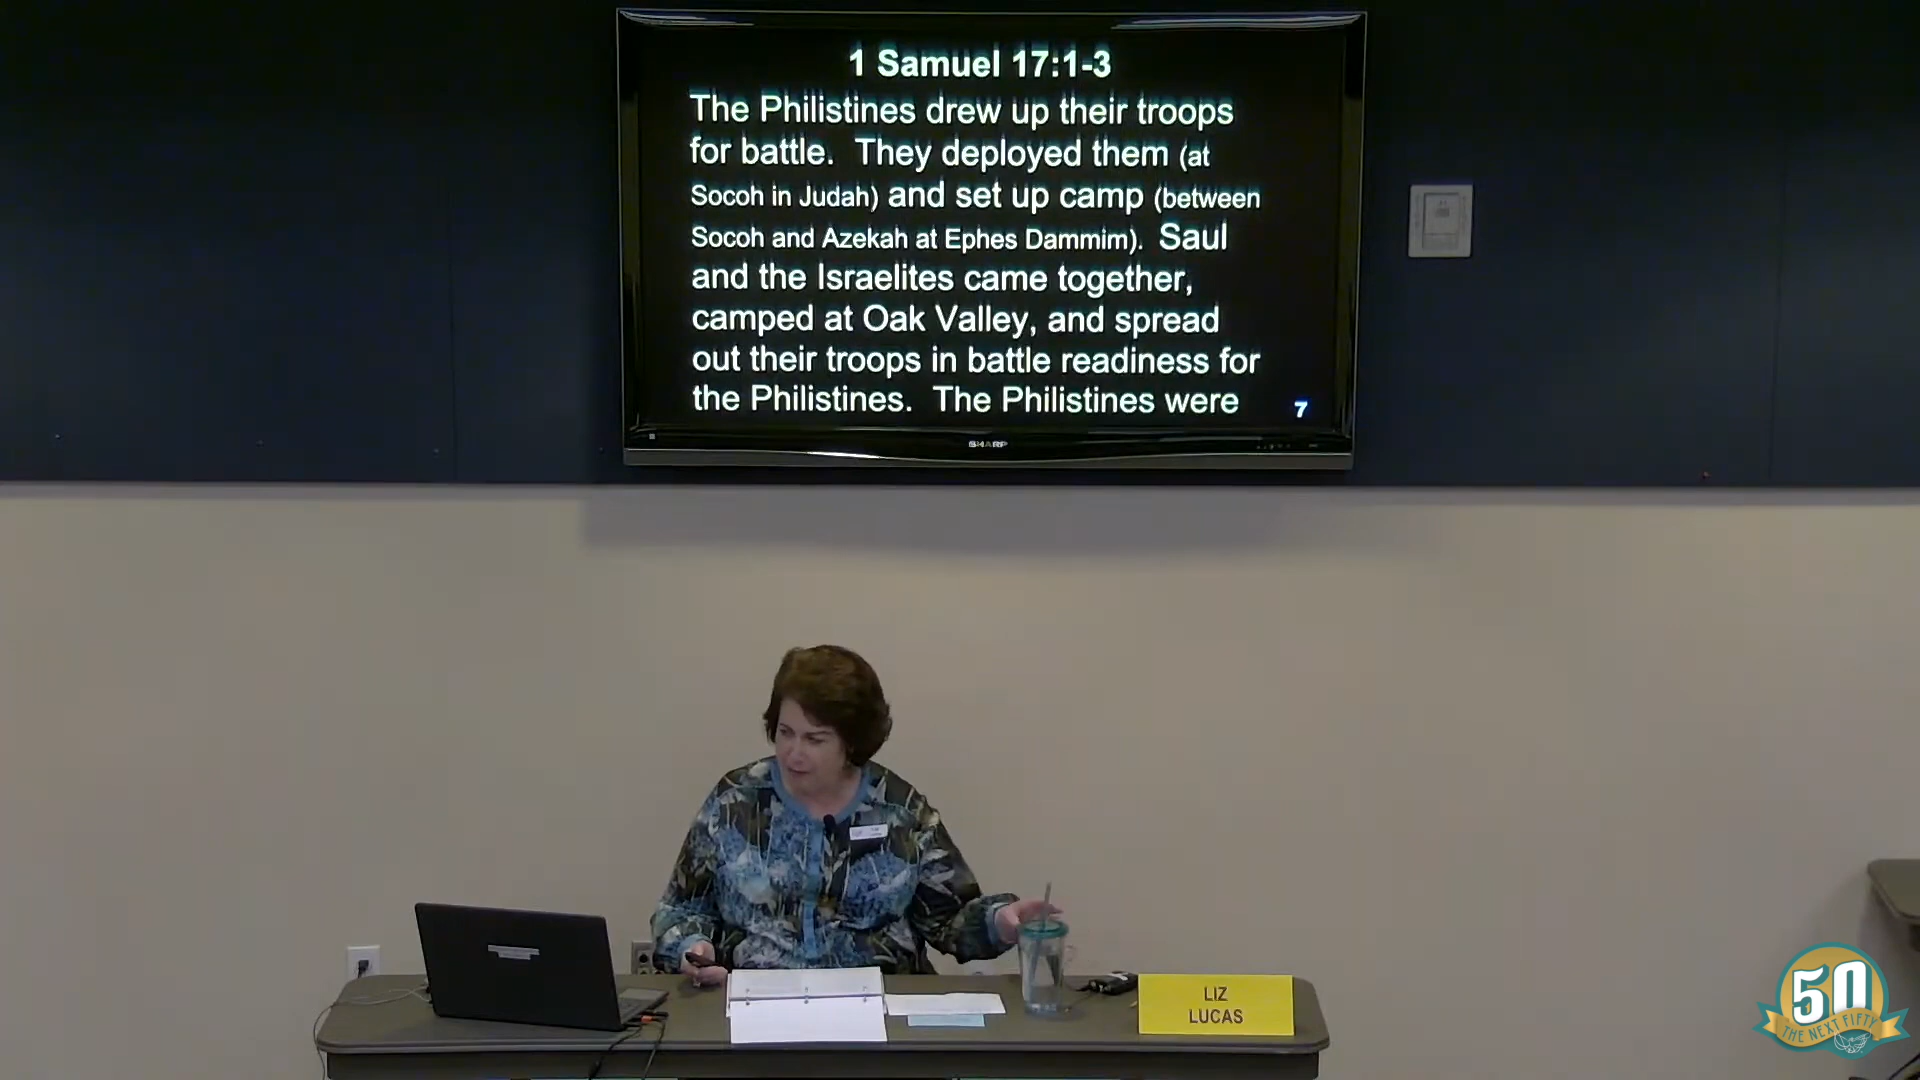 1 Samuel 17:1-3
The Philistines drew up their troops
for battle. They deployed them (at
Socoh in Judah) and set up camp (between
Socoh and Azekah at Ephes Dammim). Saul
and the Israelites came together,
camped at Oak Valley, and spread
out their troops in battle readiness for
the Philistines. The Philistines were
7
SHARP
LIZ
LUCAS
50
THE NEXT FIFTY